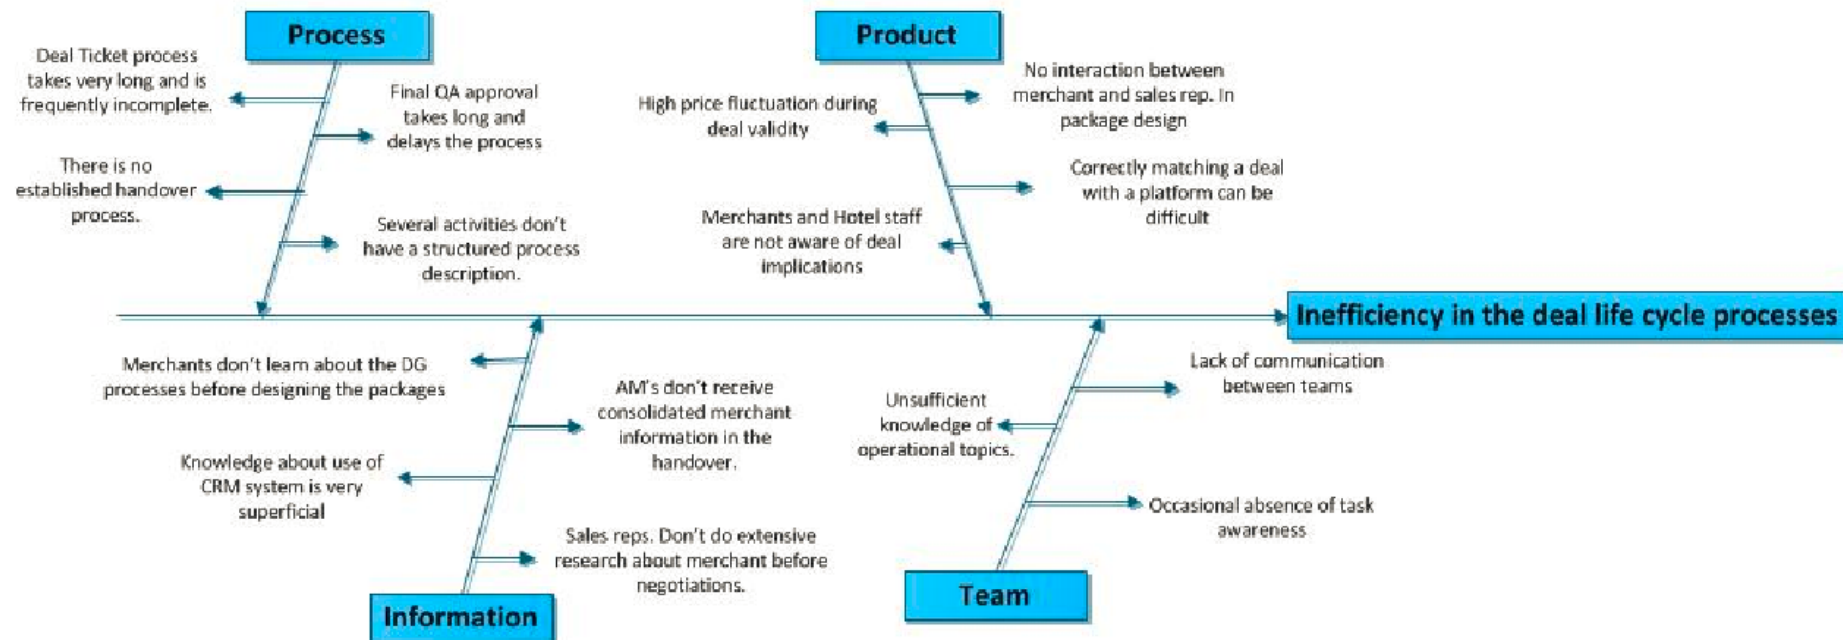 Process
Deal Ticket process
takes very long and is
frequently incomplete.
Final QA approval
takes long and
delays the process
There is no
established handover
process.
Several activities don't
have a structured process
description.
Product
No interaction between
merchant and sales rep. In
package design
High price fluctuation during
deal validity
Correctly matching a deal
with a platform can be
difficult
Merchants and Hotel staff
are not aware of deal
implications
Inefficiency in the deal life cycle processes
Merchants don't learn about the DG
processes before designing the packages
AM's don't receive
consolidated merchant
information in the
handover.
Knowledge about use of
CRM system is very
superficial
Sales reps. Don't do extensive
research about merchant before
negotiations.
Information
Lack of communication
between teams
Unsufficient
knowledge of
operational topics.
Occasional absence of task
awareness
Team